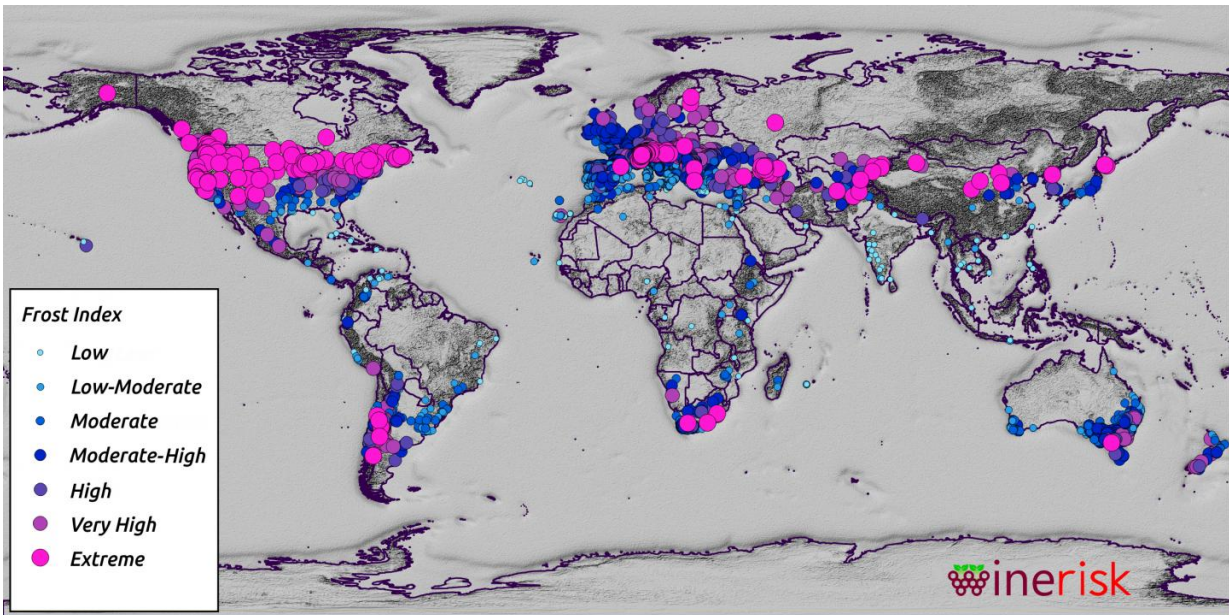 Frost Index
Low
Low-Moderate
Moderate
Moderate-High
High
Very High
Extreme
winerisk